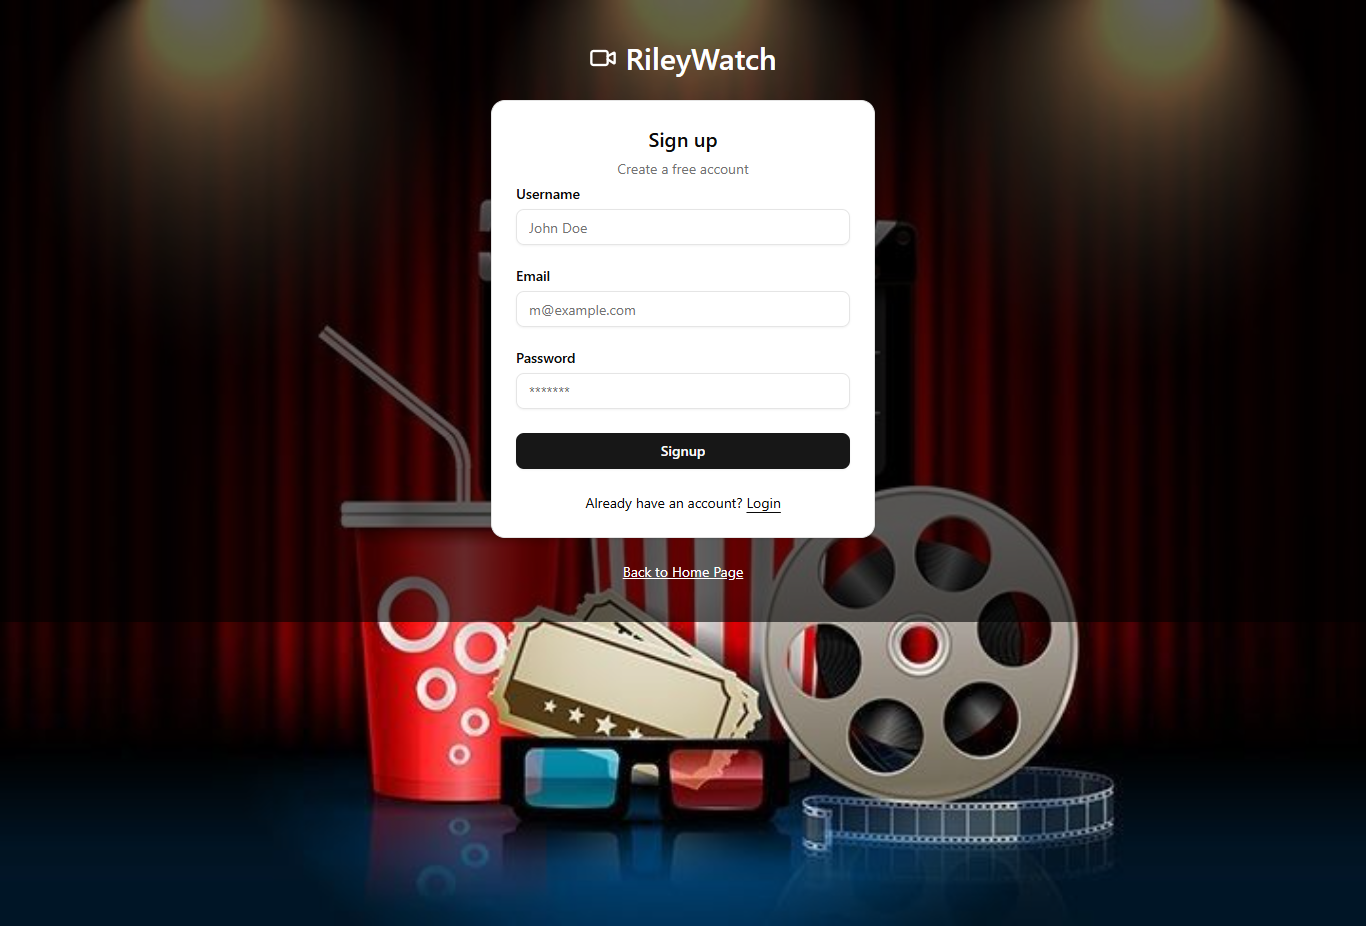 RileyWatch
Sign up
Create a free account
Username
John Doe
Email
m@example.com
Password
*******
Signup
Already have an account? Login
Back to Home Page